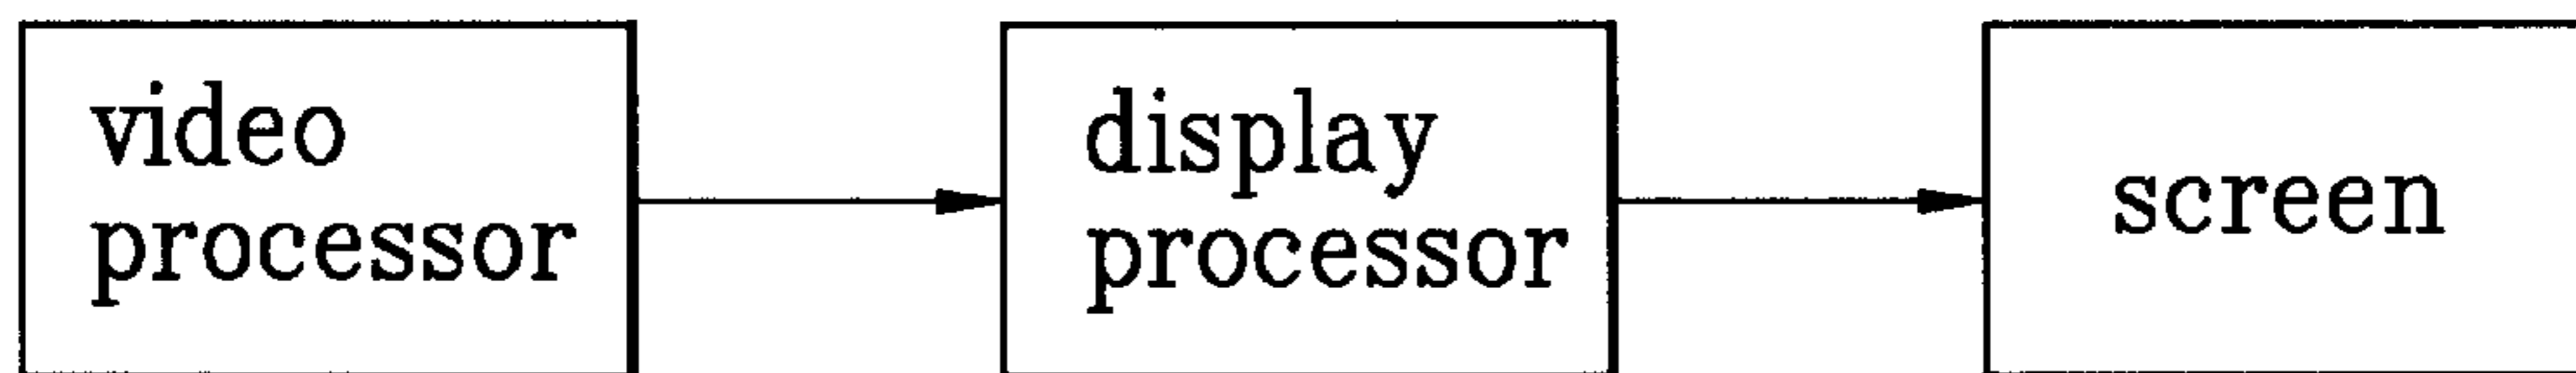 video
processor
display
processor
screen